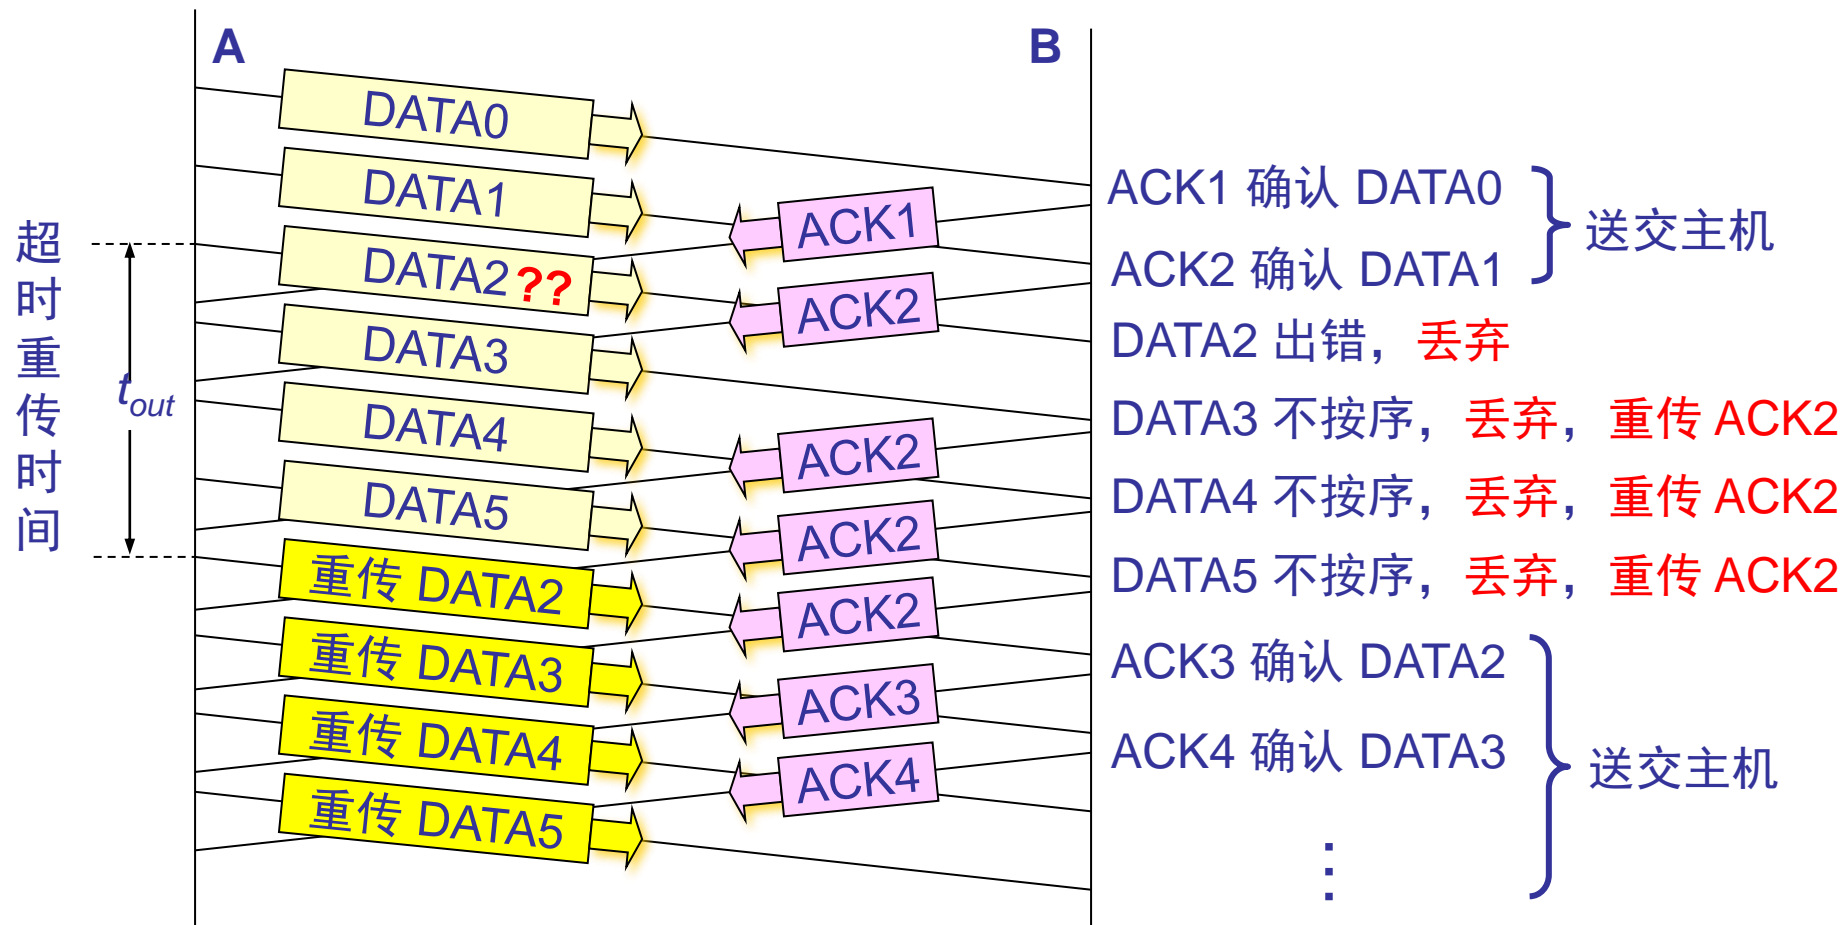 A
B
DATA0
DATA1
DATA2??
DATA3
DATA4
DATA5
重传 DATA2
重传 DATA3
重传 DATA4
重传 DATA5
ACK1
ACK2
ACK2
ACK2
ACK2
ACK3
ACK4
超时重传时间
tout
ACK1 确认 DATA0
ACK2 确认 DATA1
送交主机
DATA2 出错，丢弃
DATA3 不按序，丢弃，重传 ACK2
DATA4 不按序，丢弃，重传 ACK2
DATA5 不按序，丢弃，重传 ACK2
ACK3 确认 DATA2
ACK4 确认 DATA3
送交主机
⋮